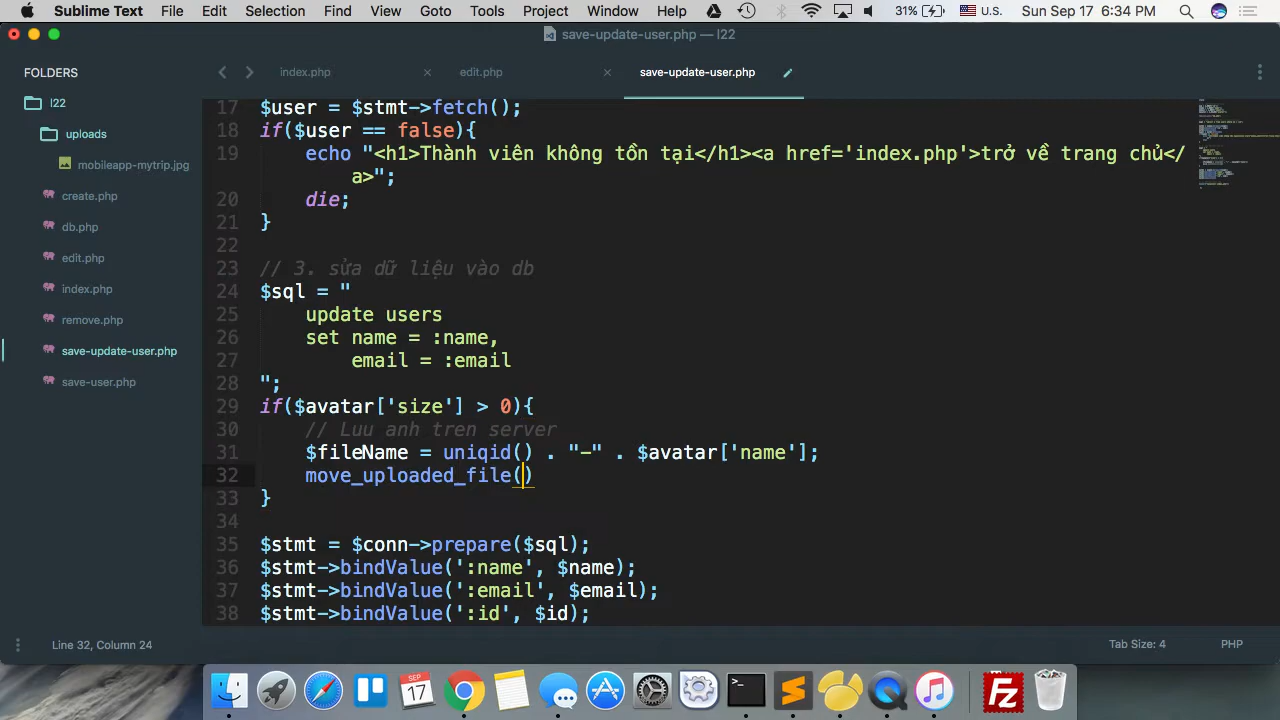 Sublime Text File Edit Selection Find View Goto Tools Project Window Help 31% U.S. Sun Sep 17 6:34 PM
save-update-user.php — l22
FOLDERS
l22
uploads
mobileapp-mytrip.jpg
create.php
db.php
edit.php
index.php
remove.php
save-update-user.php
save-user.php
index.php edit.php save-update-user.php
17 $user = $stmt->fetch();
18 if($user == false){
19     echo "<h1>Thành viên không tồn tại</h1><a href='index.php'>trở về trang chủ</
a>";
20     die;
21 }
22
23 // 3. sửa dữ liệu vào db
24 $sql = "
25     update users
26     set name = :name,
27         email = :email
28 ";
29 if($avatar['size'] > 0){
30     // Luu anh tren server
31     $fileName = uniqid() . "-" . $avatar['name'];
32     move_uploaded_file()
33 }
34
35 $stmt = $conn->prepare($sql);
36 $stmt->bindValue(':name', $name);
37 $stmt->bindValue(':email', $email);
38 $stmt->bindValue(':id', $id);
Line 32, Column 24 Tab Size: 4 PHP
SEP
17
Fz